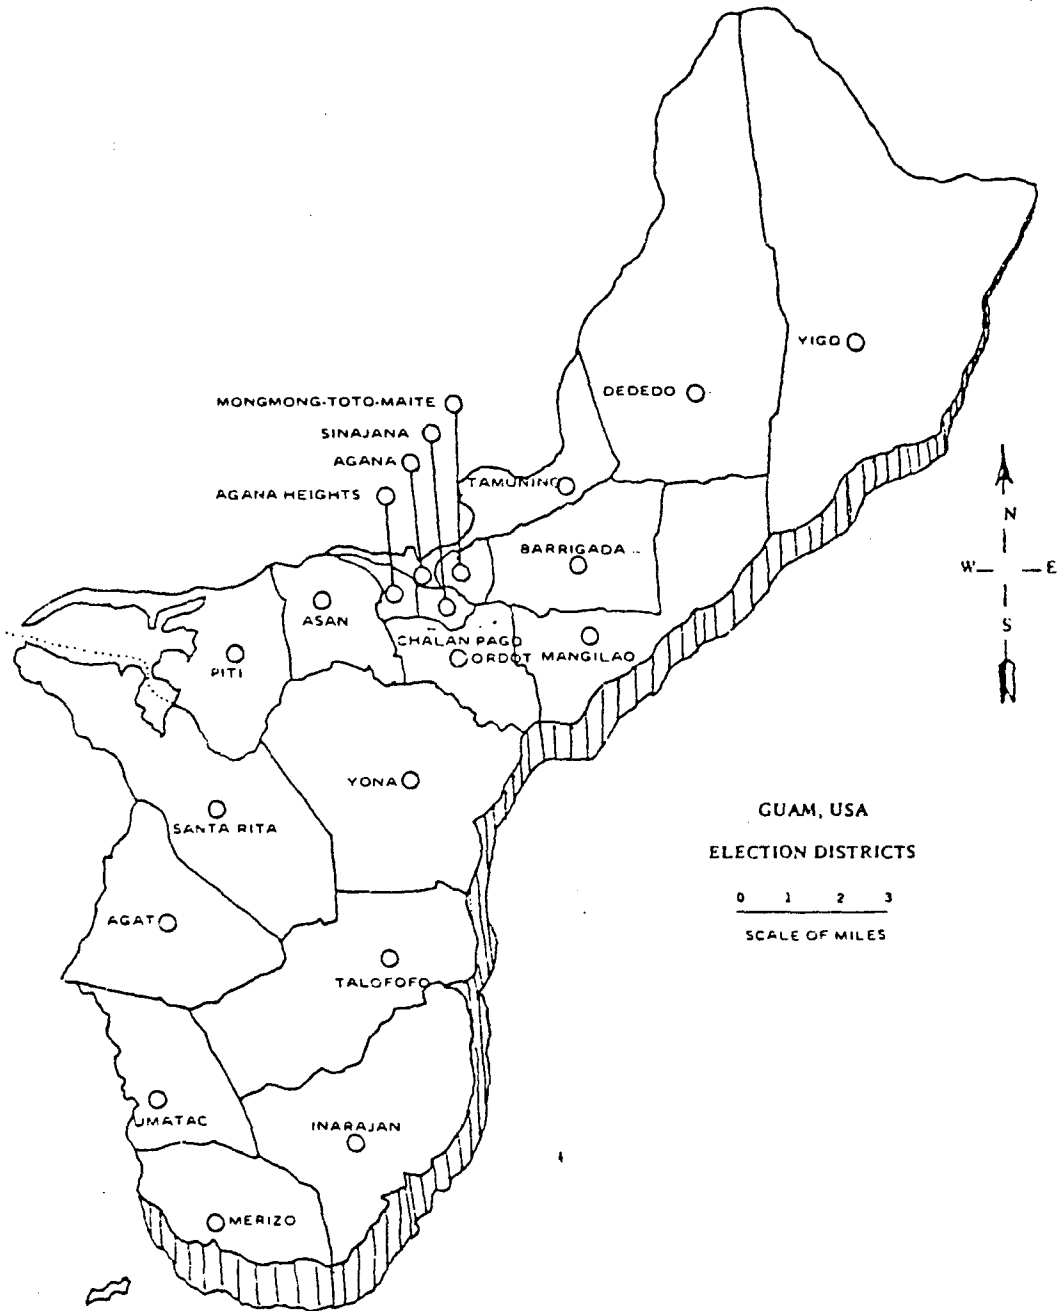 YIGO
DEDEDO
MONGMONG-TOTO-MAITE
SINAJANA
AGANA
AGANA HEIGHTS
TAMUNING
BARRIGADA
ASAN
CHALAN PAGO
ORDOT
MANGILAO
PITI
YONA
SANTA RITA
AGAT
TALOFOFO
UMATAC
INARAJAN
MERIZO
N
W
E
S
GUAM, USA
ELECTION DISTRICTS
0 1 2 3
SCALE OF MILES